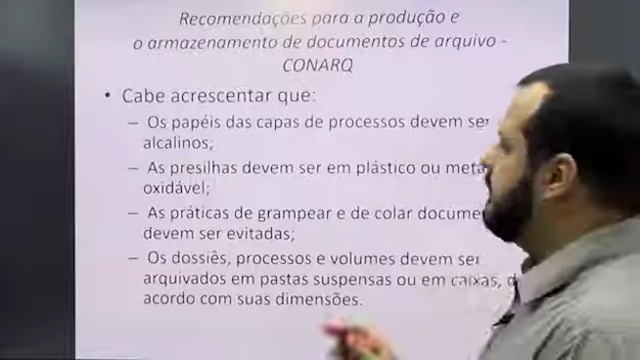 Recomendações para a produção e
o armazenamento de documentos de arquivo -
CONARQ
• Cabe acrescentar que:
– Os papéis das capas de processos devem ser
alcalinos;
– As presilhas devem ser em plástico ou
oxidável;
– As práticas de grampear e de colar
devem ser evitadas;
– Os dossiês, processos e volumes devem ser
arquivados em pastas suspensas ou em caixas,
acordo com suas dimensões.